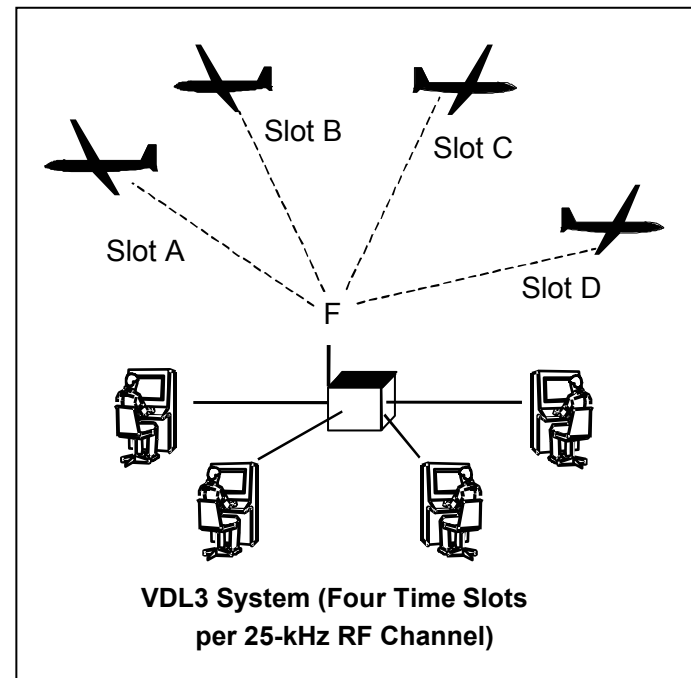 Slot B
Slot C
Slot A
Slot D
F
VDL3 System (Four Time Slots
per 25-kHz RF Channel)